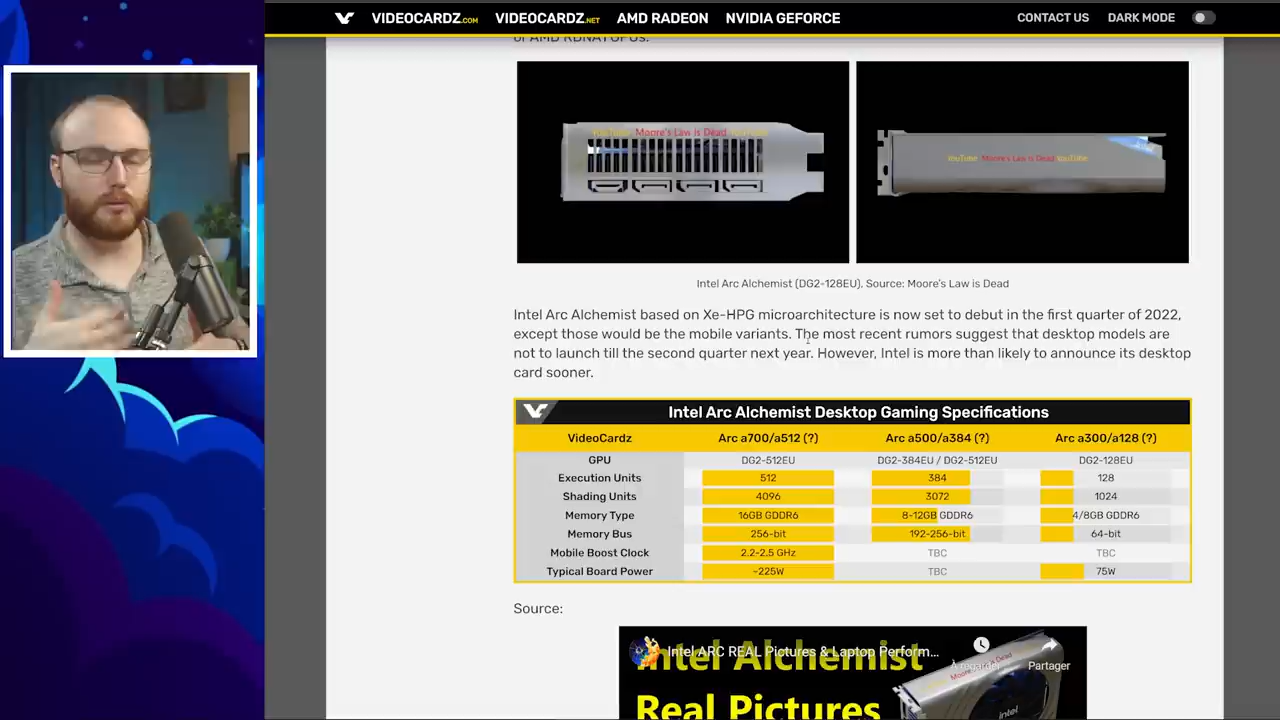 VIDEOCARDZ.COM VIDEOCARDZ.NET AMD RADEON NVIDIA GEFORCE CONTACT US DARK MODE
of AMD RDNATOPUs.
YouTube Moore's Law is Dead YouTube
YouTube Moore's Law is Dead YouTube
Intel Arc Alchemist (DG2-128EU), Source: Moore's Law is Dead
Intel Arc Alchemist based on Xe-HPG microarchitecture is now set to debut in the first quarter of 2022,
except those would be the mobile variants. The most recent rumors suggest that desktop models are
not to launch till the second quarter next year. However, Intel is more than likely to announce its desktop
card sooner.
Intel Arc Alchemist Desktop Gaming Specifications
VideoCardz Arc a700/a512 (?) Arc a500/a384 (?) Arc a300/a128 (?)
GPU DG2-512EU DG2-384EU / DG2-512EU DG2-128EU
Execution Units 512 384 128
Shading Units 4096 3072 1024
Memory Type 16GB GDDR6 8-12GB GDDR6 4/8GB GDDR6
Memory Bus 256-bit 192-256-bit 64-bit
Mobile Boost Clock 2.2-2.5 GHz TBC TBC
Typical Board Power ~225W TBC 75W
Source:
Intel ARC REAL Pictures & Laptop Perform...
À regarder Partager
Intel Alchemist
Real Pictures
intel